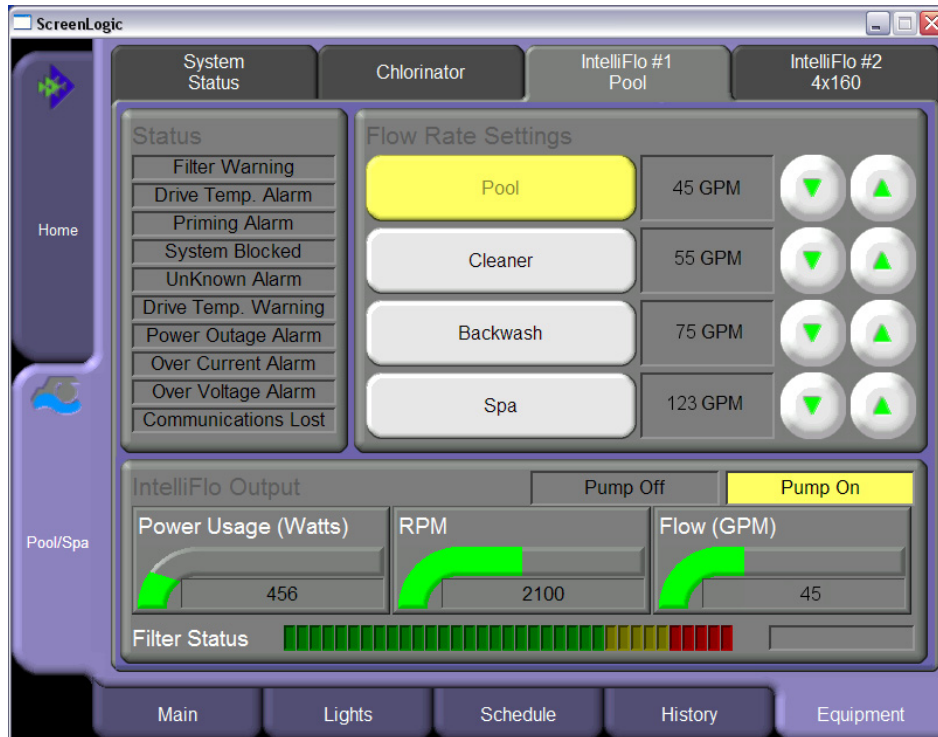 ScreenLogic
System
Status
Chlorinator
IntelliFlo #1
Pool
IntelliFlo #2
4x160
Home
Pool/Spa
Status
Filter Warning
Drive Temp. Alarm
Priming Alarm
System Blocked
UnKnown Alarm
Drive Temp. Warning
Power Outage Alarm
Over Current Alarm
Over Voltage Alarm
Communications Lost
Flow Rate Settings
Pool 45 GPM
Cleaner 55 GPM
Backwash 75 GPM
Spa 123 GPM
IntelliFlo Output
Pump Off Pump On
Power Usage (Watts) RPM Flow (GPM)
456 2100 45
Filter Status
Main Lights Schedule History Equipment